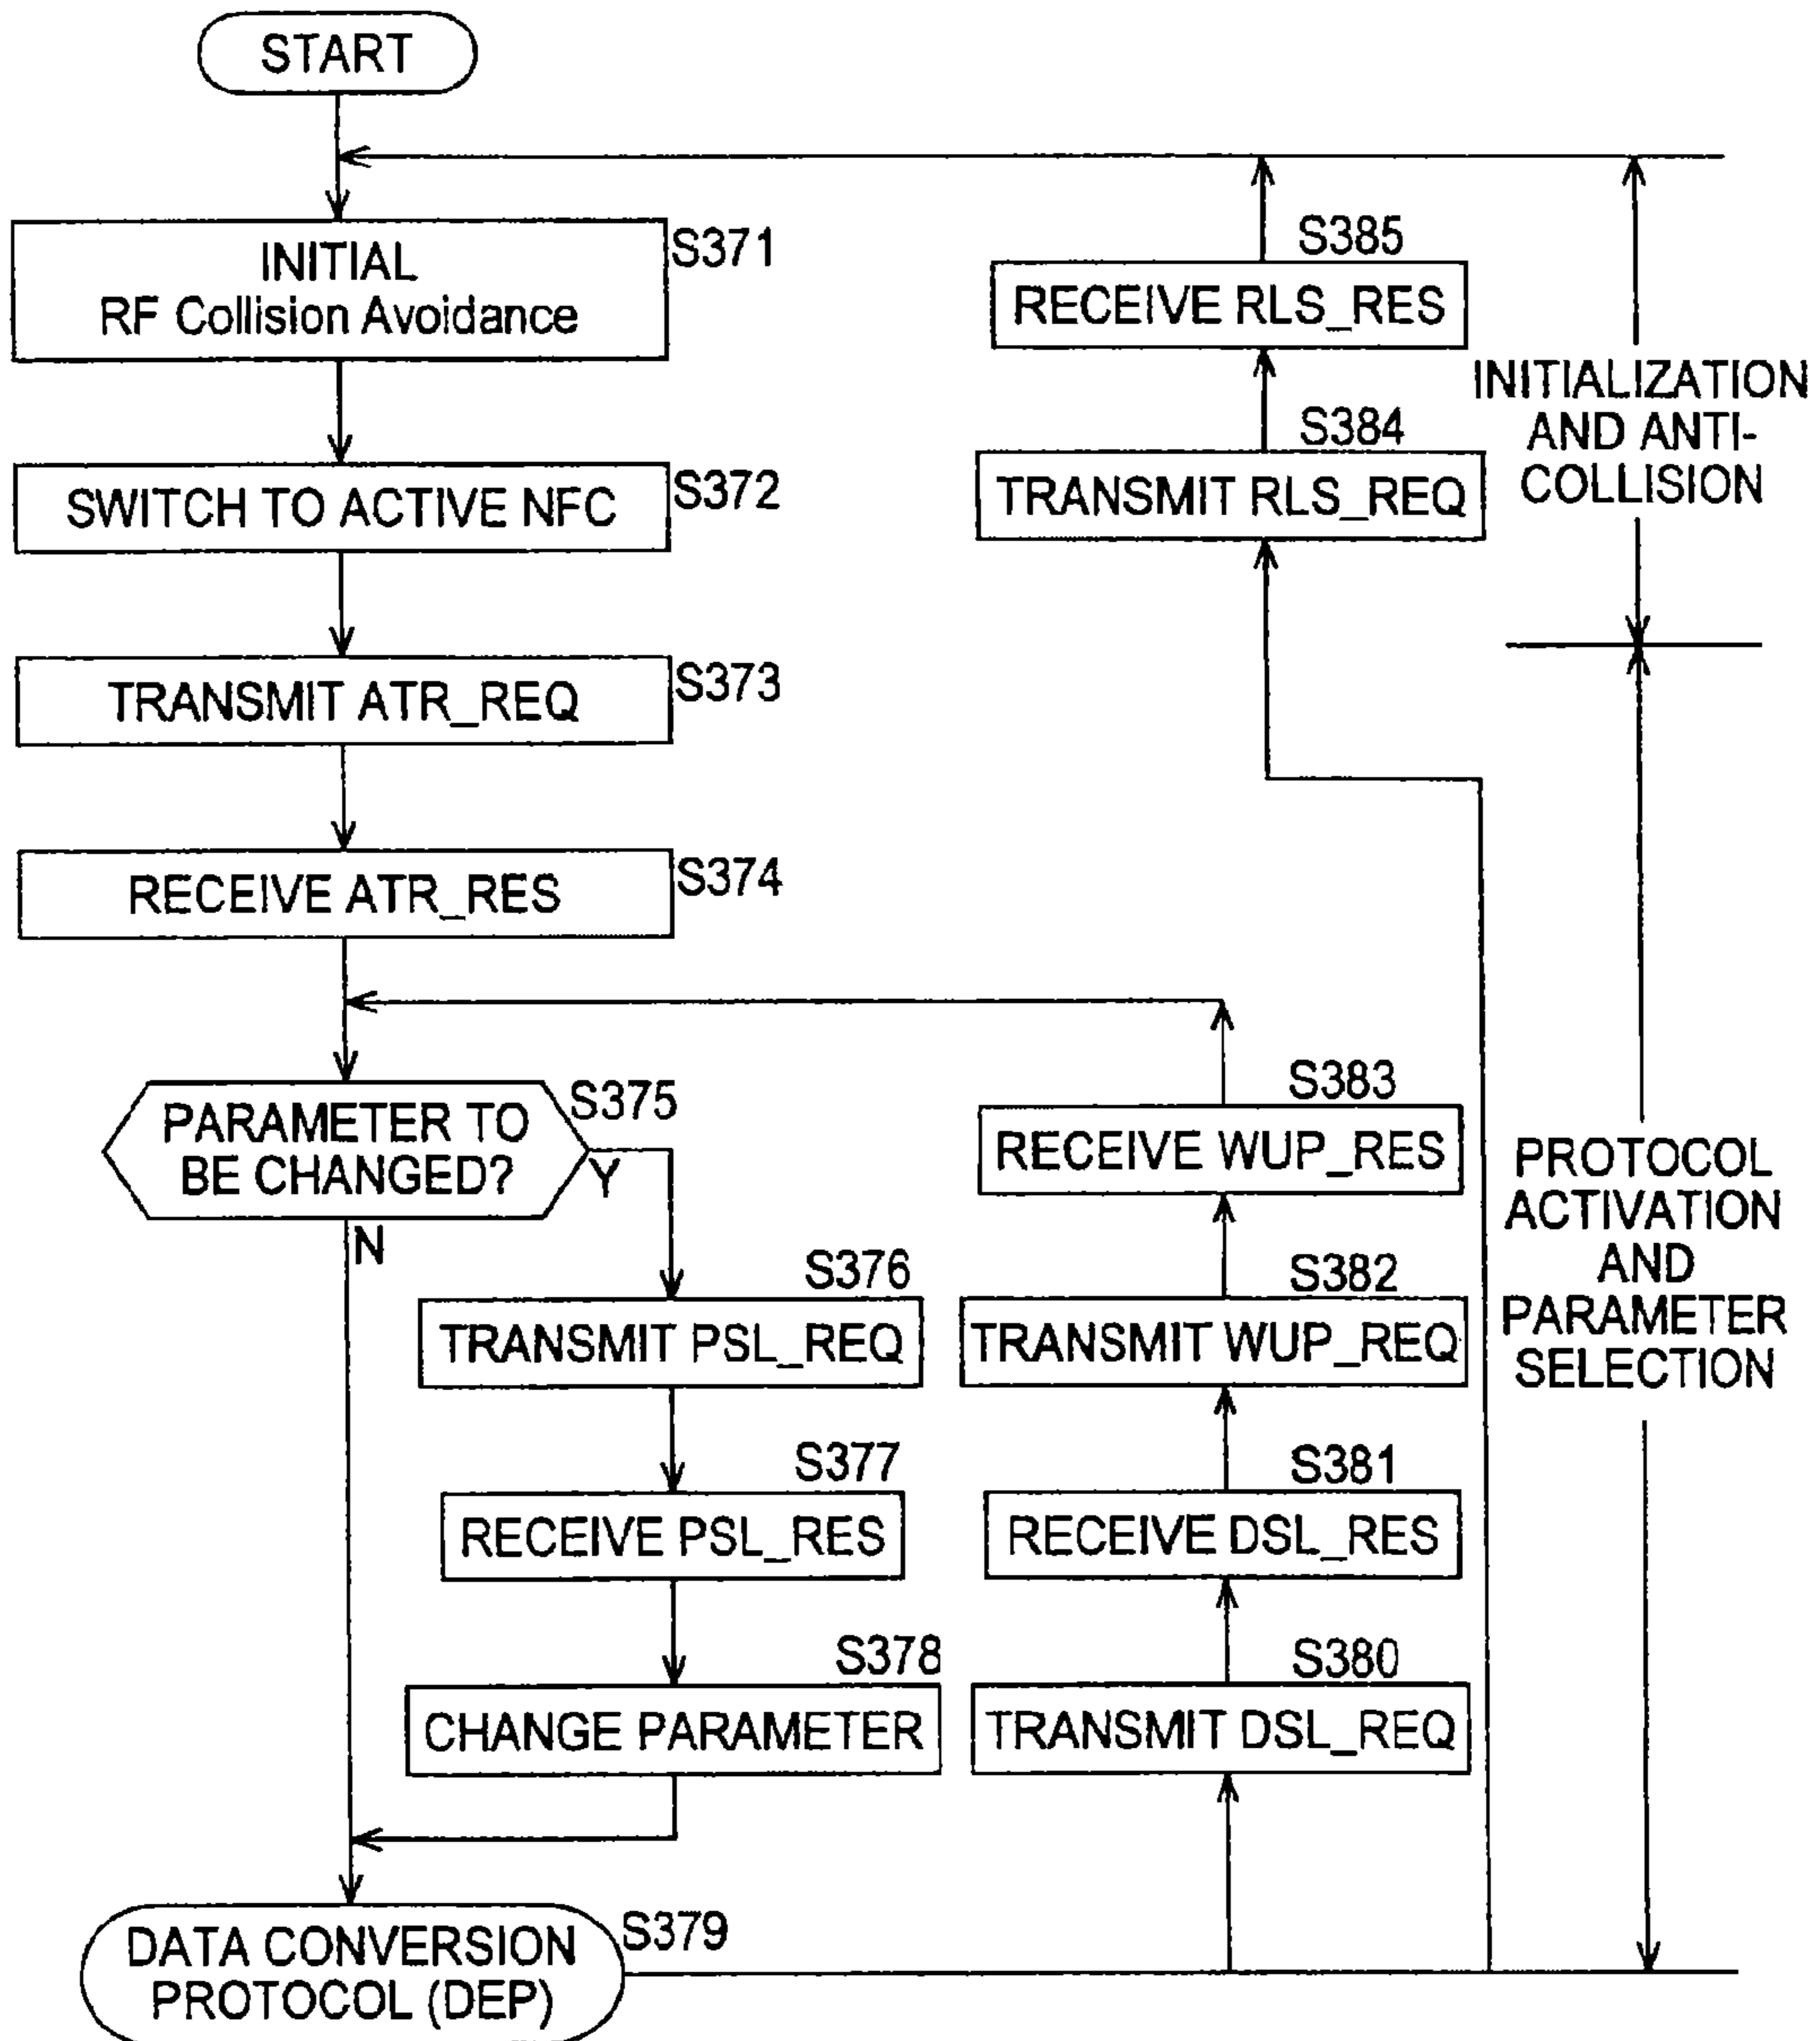 START
INITIAL
RF Collision Avoidance
S371
SWITCH TO ACTIVE NFC
S372
TRANSMIT ATR_REQ
S373
RECEIVE ATR_RES
S374
PARAMETER TO
BE CHANGED?
S375
Y
N
S376
TRANSMIT PSL_REQ
S377
RECEIVE PSL_RES
S378
CHANGE PARAMETER
DATA CONVERSION
PROTOCOL (DEP)
S379
S385
RECEIVE RLS_RES
S384
TRANSMIT RLS_REQ
S383
RECEIVE WUP_RES
S382
TRANSMIT WUP_REQ
S381
RECEIVE DSL_RES
S380
TRANSMIT DSL_REQ
INITIALIZATION
AND ANTI-
COLLISION
PROTOCOL
ACTIVATION
AND
PARAMETER
SELECTION